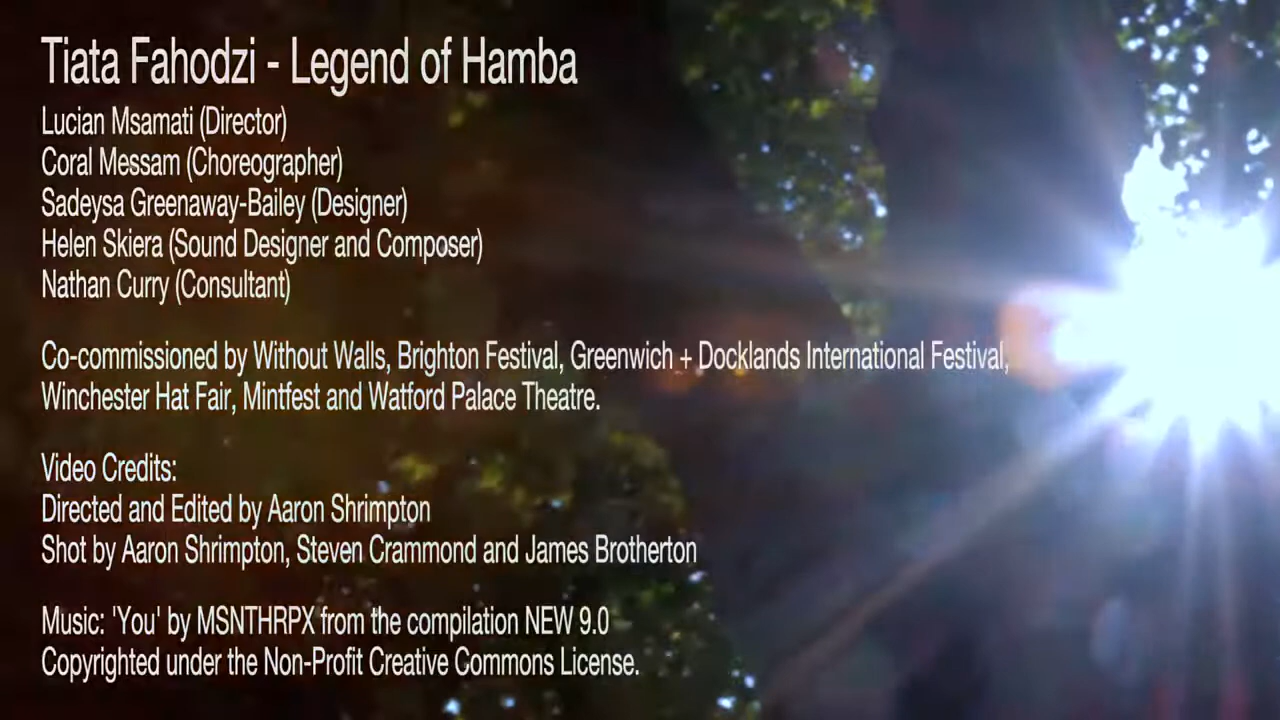 Tiata Fahodzi - Legend of Hamba
Lucian Msamati (Director)
Coral Messam (Choreographer)
Sadeysa Greenaway-Bailey (Designer)
Helen Skiera (Sound Designer and Composer)
Nathan Curry (Consultant)
Co-commissioned by Without Walls, Brighton Festival, Greenwich + Docklands International Festival,
Winchester Hat Fair, Mintfest and Watford Palace Theatre.
Video Credits:
Directed and Edited by Aaron Shrimpton
Shot by Aaron Shrimpton, Steven Crammond and James Brotherton
Music: 'You' by MSNTHRPX from the compilation NEW 9.0
Copyrighted under the Non-Profit Creative Commons License.